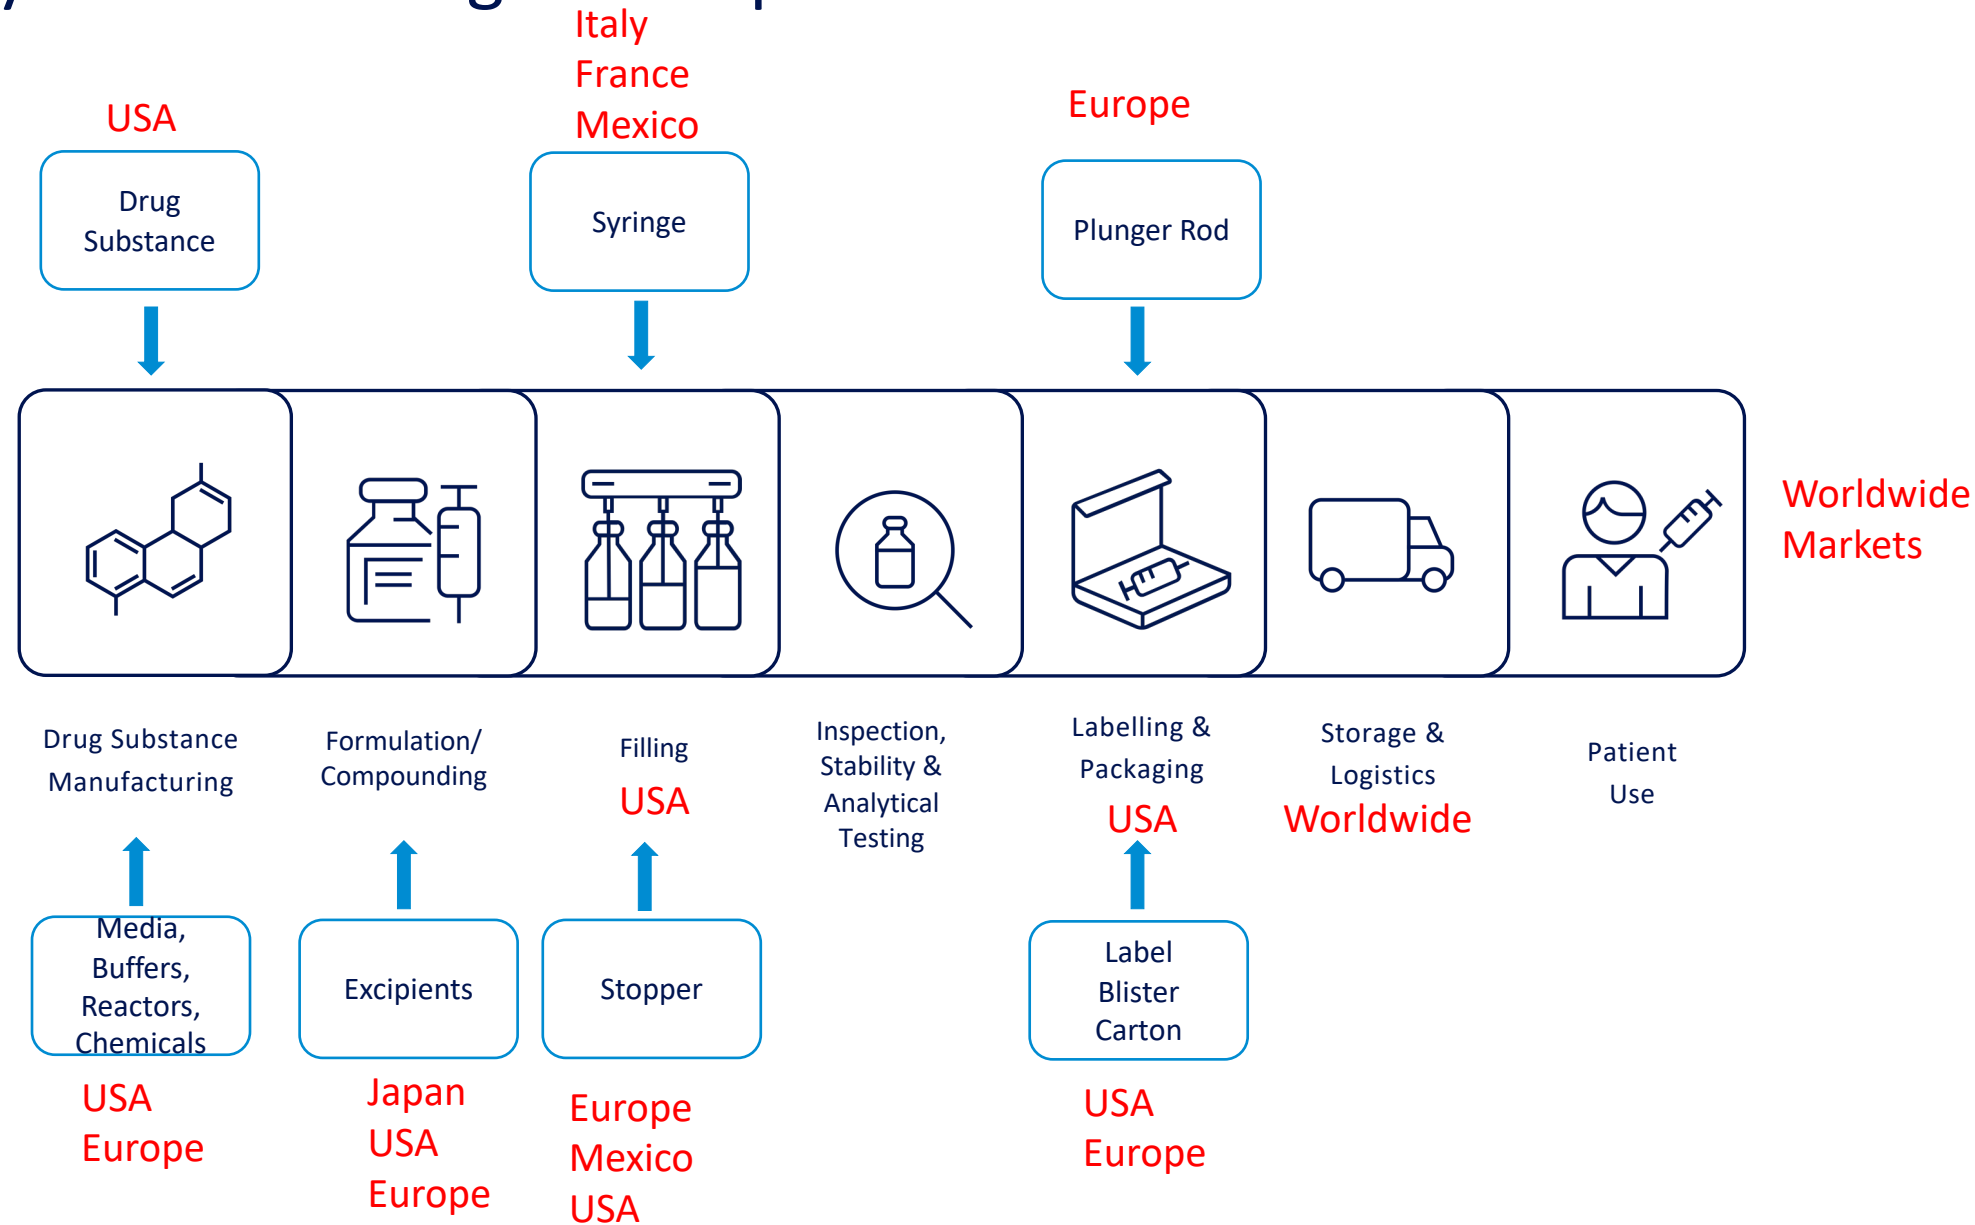 Italy
France
Mexico
USA
Europe
Drug
Substance
Syringe
Plunger Rod
Worldwide
Markets
Drug Substance
Manufacturing
Formulation/
Compounding
Filling
USA
Inspection,
Stability &
Analytical
Testing
Labelling &
Packaging
USA
Storage &
Logistics
Worldwide
Patient
Use
Media,
Buffers,
Reactors,
Chemicals
Excipients
Stopper
Label
Blister
Carton
USA
Europe
Japan
USA
Europe
Europe
Mexico
USA
USA
Europe